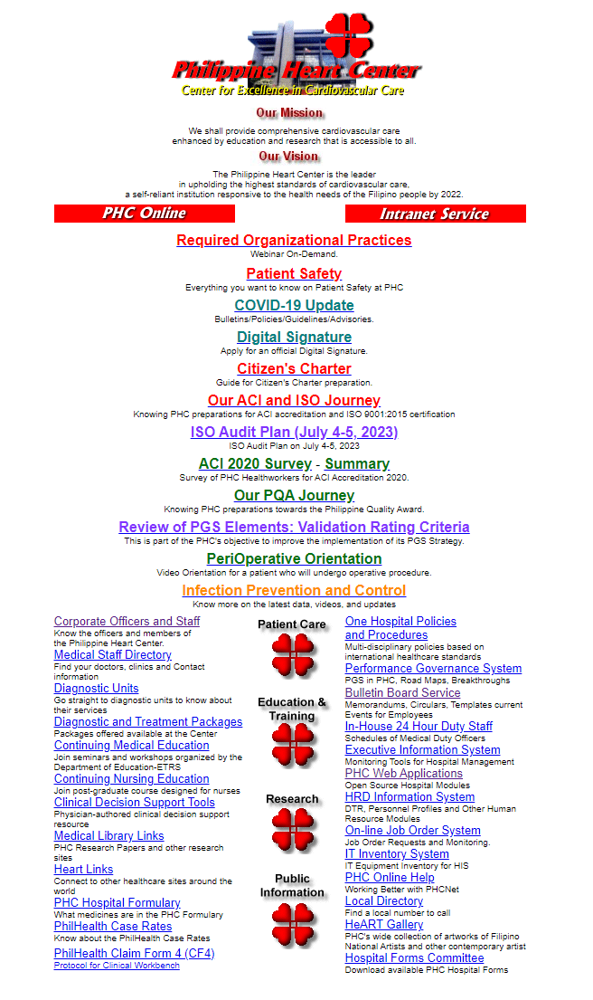 Philippine Heart Center
Center for Excellence in Cardiovascular Care
Our Mission
We shall provide comprehensive cardiovascular care
enhanced by education and research that is accessible to all.
Our Vision
The Philippine Heart Center is the leader
in upholding the highest standards of cardiovascular care,
a self-reliant institution responsive to the health needs of the Filipino people by 2022.
PHC Online
Intranet Service
Required Organizational Practices
Webinar On-Demand.
Patient Safety
Everything you want to know on Patient Safety at PHC
COVID-19 Update
Bulletins/Policies/Guidelines/Advisories.
Digital Signature
Apply for an official Digital Signature.
Citizen's Charter
Guide for Citizen's Charter preparation.
Our ACI and ISO Journey
Knowing PHC preparations for ACI accreditation and ISO 9001:2015 certification
ISO Audit Plan (July 4-5, 2023)
ISO Audit Plan on July 4-5, 2023
ACI 2020 Survey - Summary
Survey of PHC Healthworkers for ACI Accreditation 2020.
Our PQA Journey
Knowing PHC preparations towards the Philippine Quality Award.
Review of PGS Elements: Validation Rating Criteria
This is part of the PHC's objective to improve the implementation of its PGS Strategy.
PeriOperative Orientation
Video Orientation for a patient who will undergo operative procedure.
Infection Prevention and Control
Know more on the latest data, videos, and updates
Corporate Officers and Staff
Know the officers and members of
the Philippine Heart Center.
Medical Staff Directory
Find your doctors, clinics and Contact
information
Diagnostic Units
Go straight to diagnostic units to know about
their services
Diagnostic and Treatment Packages
Packages offered available at the Center
Continuing Medical Education
Join seminars and workshops organized by the
Department of Education-ETRS
Continuing Nursing Education
Join post-graduate course designed for nurses
Clinical Decision Support Tools
Physician-authored clinical decision support
resource
Medical Library Links
PHC Research Papers and other research
sites
Heart Links
Connect to other healthcare sites around the
world
PHC Hospital Formulary
What medicines are in the PHC Formulary
PhilHealth Case Rates
Know about the PhilHealth Case Rates
PhilHealth Claim Form 4 (CF4)
Protocol for Clinical Workbench
Patient Care
Education &
Training
Research
Public
Information
One Hospital Policies
and Procedures
Multi-disciplinary policies based on
international healthcare standards
Performance Governance System
PGS in PHC, Road Maps, Breakthroughs
Bulletin Board Service
Memorandums, Circulars, Templates current
Events for Employees
In-House 24 Hour Duty Staff
Schedules of Medical Duty Officers
Executive Information System
Monitoring Tools for Hospital Management
PHC Web Applications
Open Source Hospital Modules
HRD Information System
DTR, Personnel Profiles and Other Human
Resource Modules
On-line Job Order System
Job Order Requests and Monitoring.
IT Inventory System
IT Equipment Inventory for HIS
PHC Online Help
Working Better with PHCNet
Local Directory
Find a local number to call
HeART Gallery
PHC's wide collection of artworks of Filipino
National Artists and other contemporary artist
Hospital Forms Committee
Download available PHC Hospital Forms